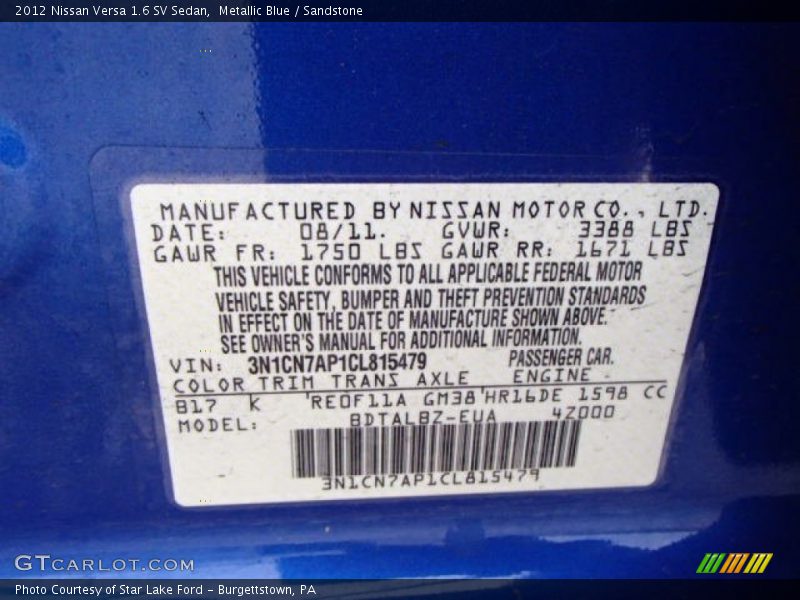 2012 Nissan Versa 1.6 SV Sedan,  Metallic Blue / Sandstone
MANUFACTURED BY NISSAN MOTOR CO., LTD.
DATE: 08/11. GVWR: 3388 LBS
GAWR FR: 1750 LBS GAWR RR: 1671 LBS
THIS VEHICLE CONFORMS TO ALL APPLICABLE FEDERAL MOTOR
VEHICLE SAFETY, BUMPER AND THEFT PREVENTION STANDARDS
IN EFFECT ON THE DATE OF MANUFACTURE SHOWN ABOVE.
SEE OWNER'S MANUAL FOR ADDITIONAL INFORMATION.
VIN: 3N1CN7AP1CL815479 PASSENGER CAR.
COLOR TRIM TRANS AXLE ENGINE
B17 K RE0F11A GM38 HR16DE 1598 CC
MODEL: BDTALBZ-EUA 4Z000
3N1CN7AP1CL815479
GTCARLOT.COM
Photo Courtesy of Star Lake Ford - Burgettstown, PA